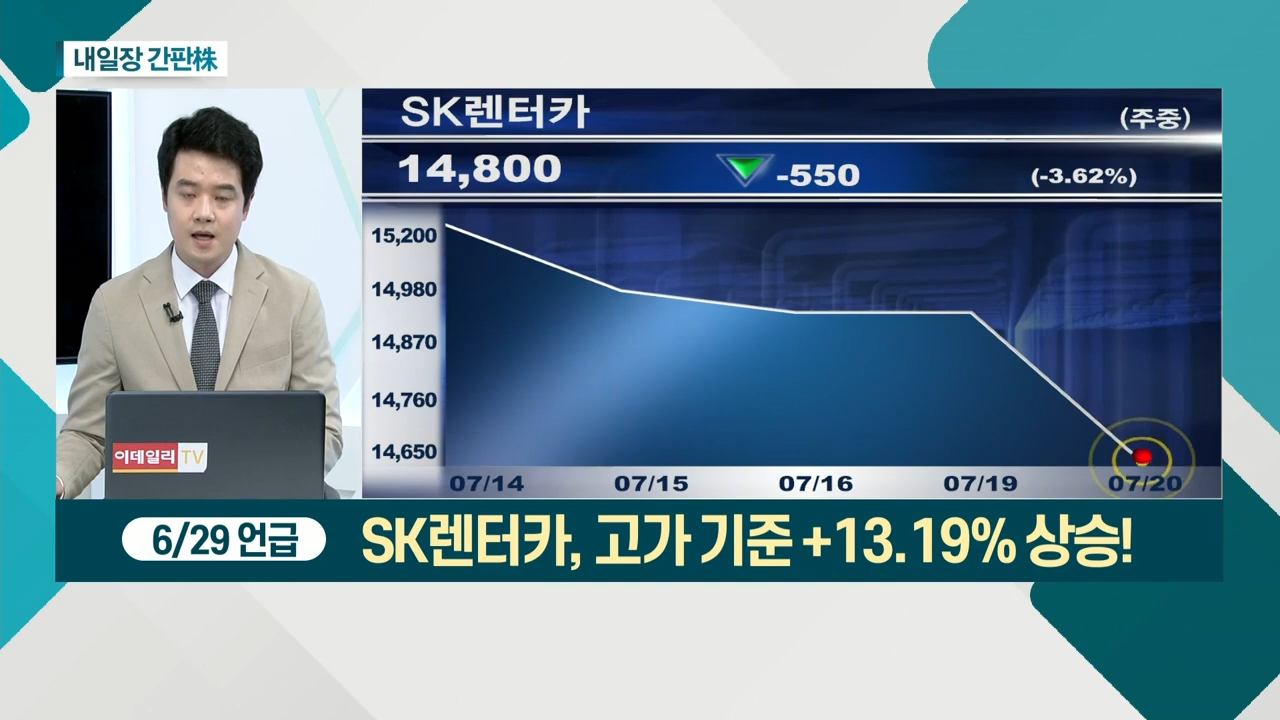 내일장 간판株
SK렌터카
(주중)
14,800
-550
(-3.62%)
15,200
14,980
14,870
14,760
14,650
07/14 07/15 07/16 07/19 07/20
이데일리TV
6/29 언급
SK렌터카, 고가 기준 +13.19% 상승!